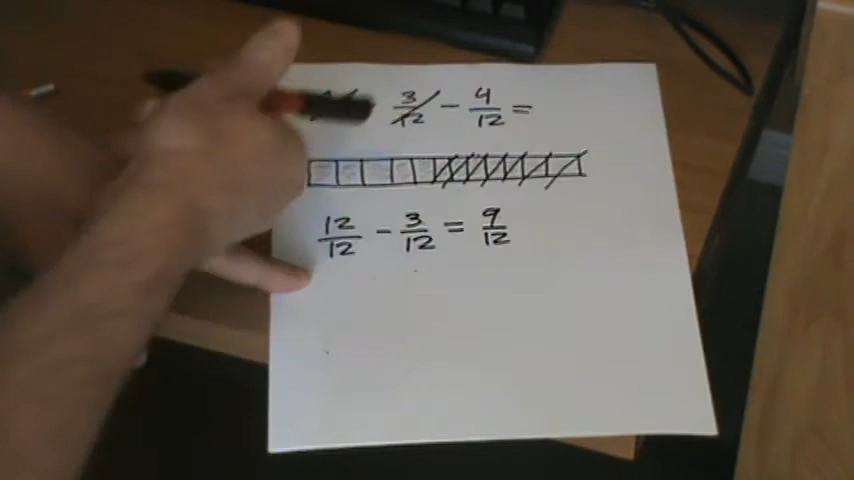 3/12 - 4/12 =
12/12 - 3/12 = 9/12